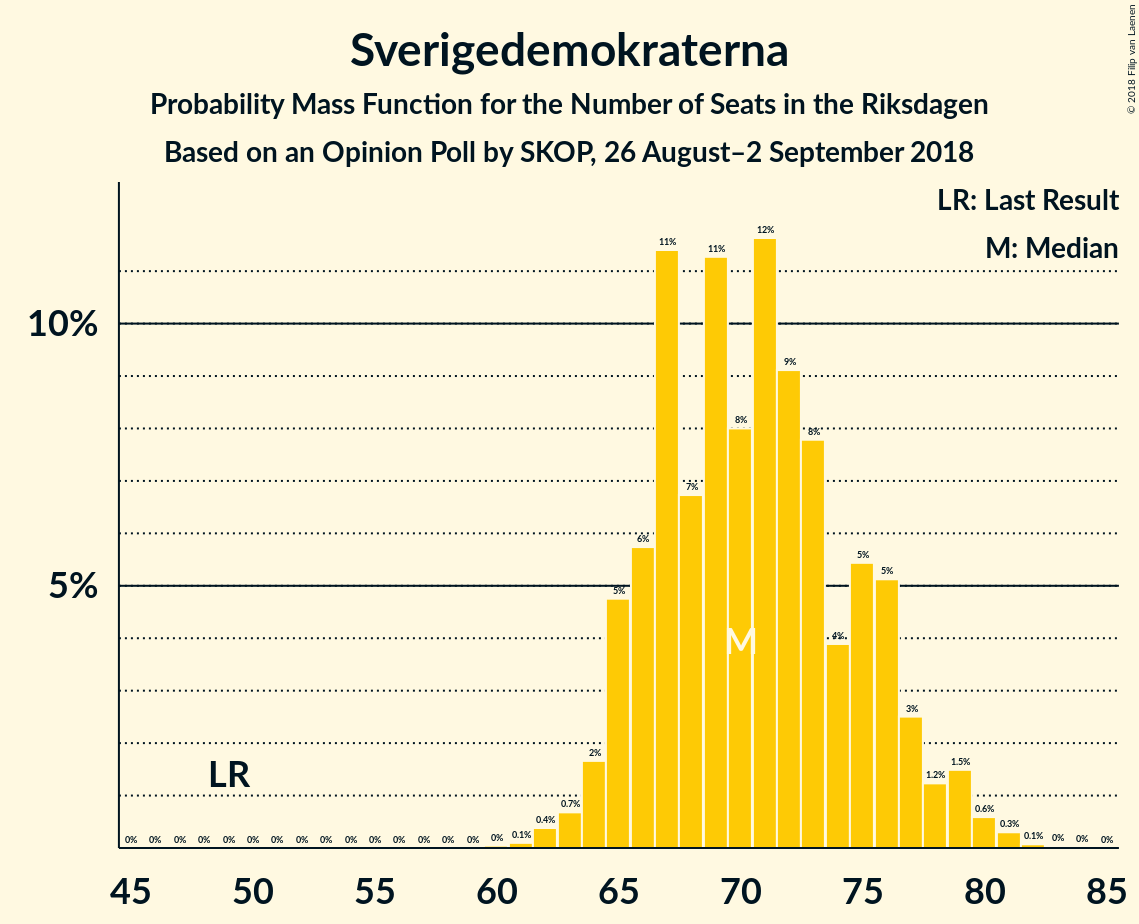 Sverigedemokraterna
Probability Mass Function for the Number of Seats in the Riksdagen
Based on an Opinion Poll by SKOP, 26 August–2 September 2018
© 2018 Filip van Laenen
LR: Last Result
M: Median
10%
5%
0% 0% 0% 0% 0% 0% 0% 0% 0% 0% 0% 0% 0% 0% 0% 0% 0.1% 0.4% 0.7% 2% 5% 6% 11% 7% 11% 8% 12% 9% 8% 4% 5% 5% 3% 1.2% 1.5% 0.6% 0.3% 0.1% 0% 0% 0%
M
LR
45 50 55 60 65 70 75 80 85